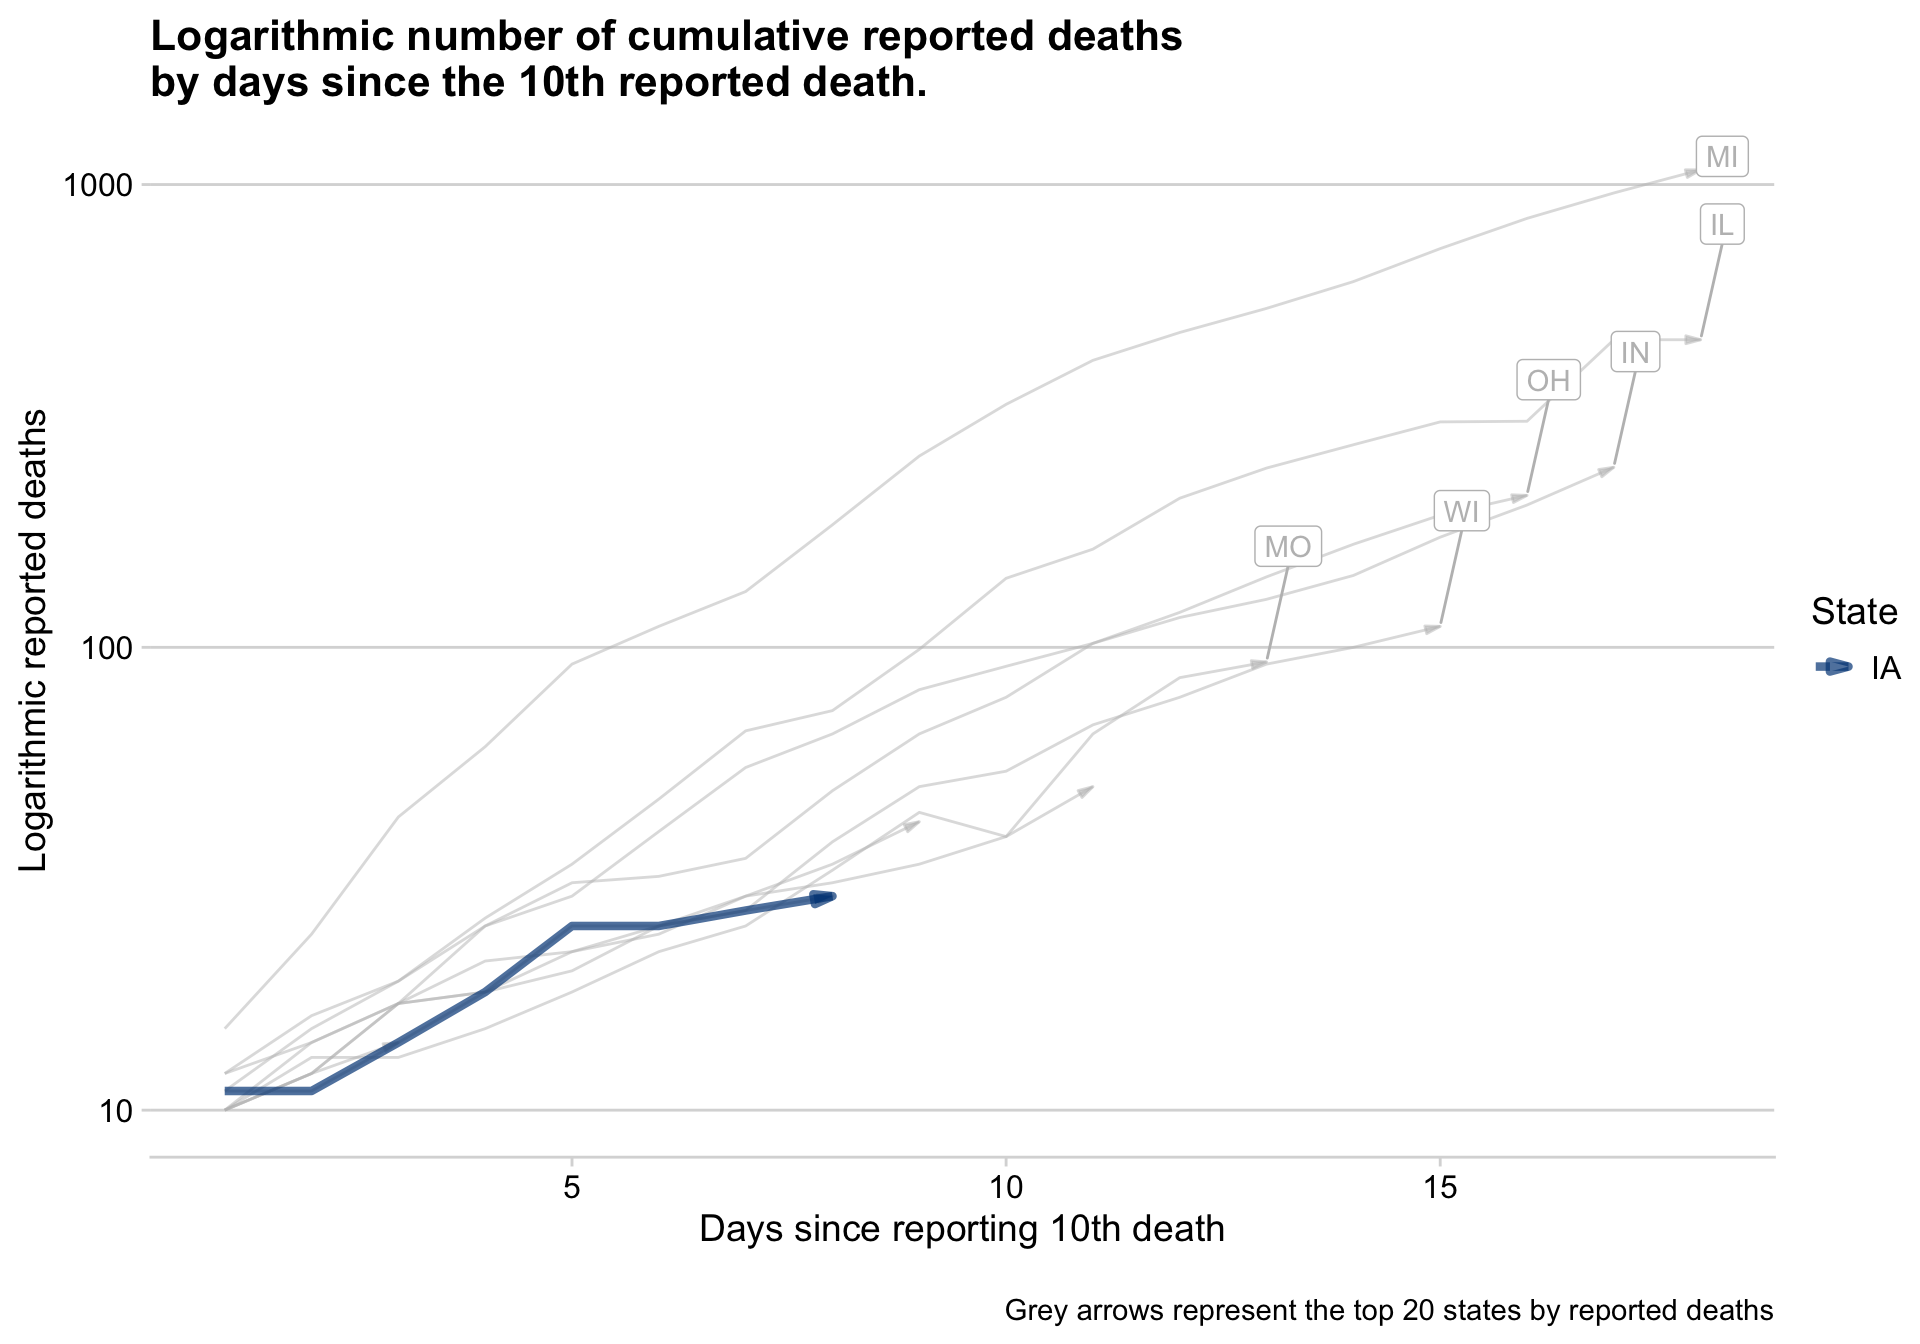 Logarithmic number of cumulative reported deaths
by days since the 10th reported death.
Logarithmic reported deaths
1000
100
10
MI
IL
IN
OH
WI
MO
State
IA
5
10
15
Days since reporting 10th death
Grey arrows represent the top 20 states by reported deaths